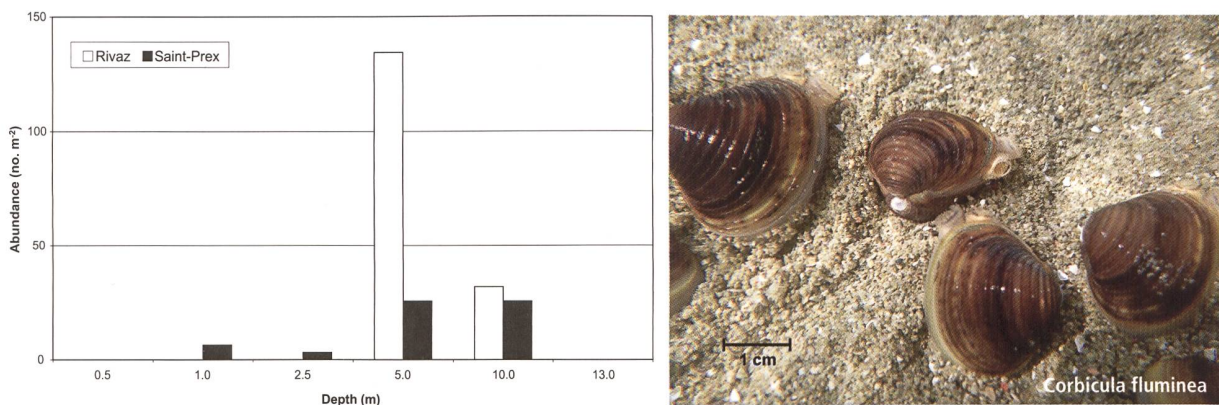 150
Rivaz Saint-Prex
100
Abundance (no. m-2)
50
0
0.5 1.0 2.5 5.0 10.0 13.0
Depth (m)
1 cm
Corbicula fluminea